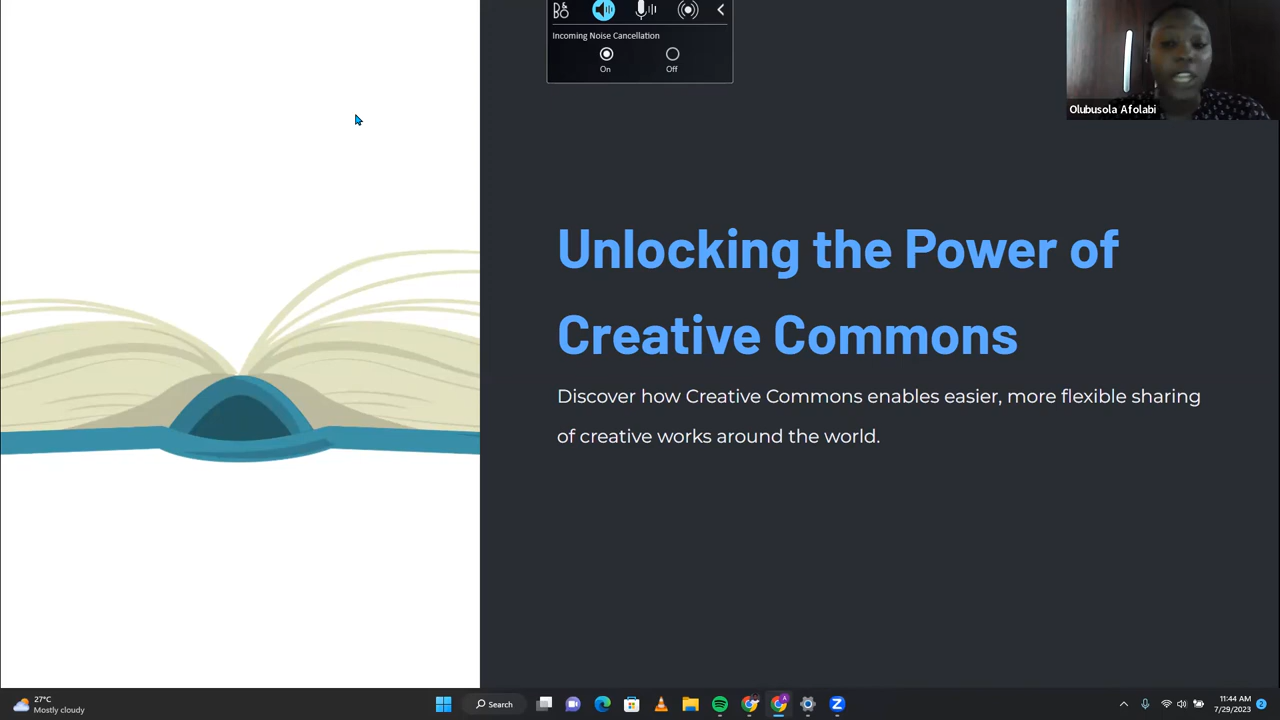 B&O
Incoming Noise Cancellation
On
Off
Olubusola Afolabi
Unlocking the Power of
Creative Commons
Discover how Creative Commons enables easier, more flexible sharing
of creative works around the world.
27°C
Mostly cloudy
Search
A
Z
11:44 AM
7/29/2023
2